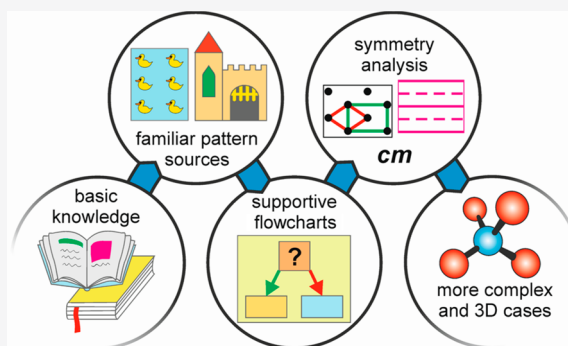 basic
knowledge
familiar pattern
sources
supportive
flowcharts
?
symmetry
analysis
cm
more complex
and 3D cases